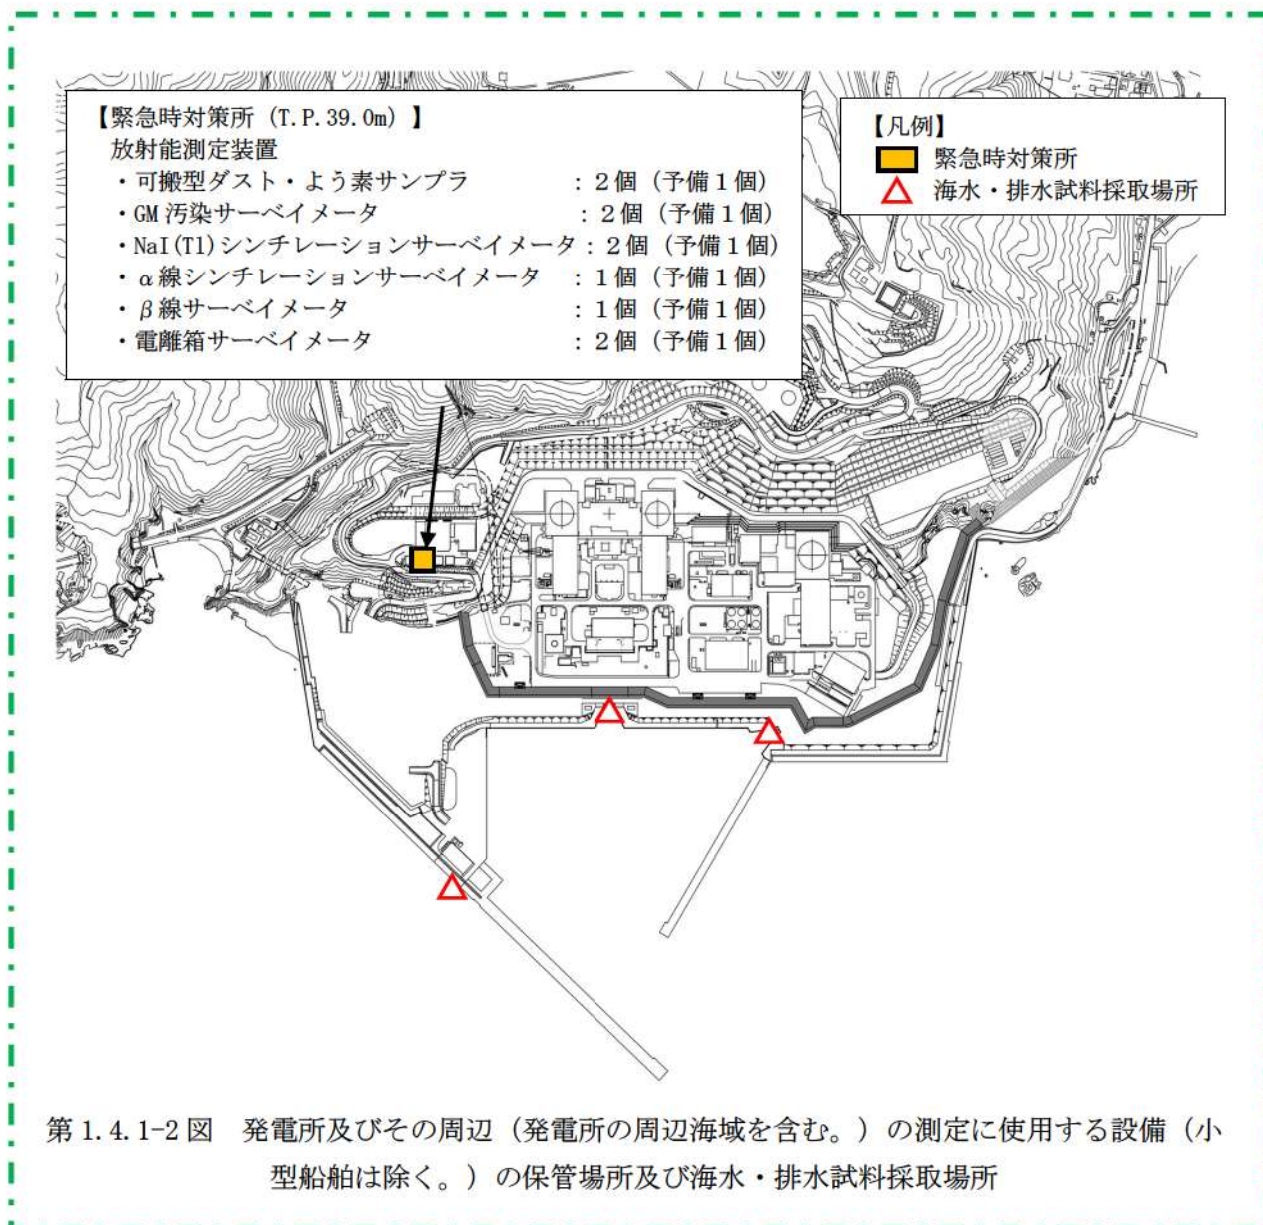 【緊急時対策所（T.P.39.0m）】
放射能測定装置
・可搬型ダスト・よう素サンプラ ：２個（予備１個）
・GM 汚染サーベイメータ ：２個（予備１個）
・NaI(Tl)シンチレーションサーベイメータ：２個（予備１個）
・α線シンチレーションサーベイメータ ：１個（予備１個）
・β線サーベイメータ ：１個（予備１個）
・電離箱サーベイメータ ：２個（予備１個）
【凡例】
緊急時対策所
海水・排水試料採取場所
第 1.4.1-2 図 発電所及びその周辺（発電所の周辺海域を含む。）の測定に使用する設備（小
型船舶は除く。）の保管場所及び海水・排水試料採取場所